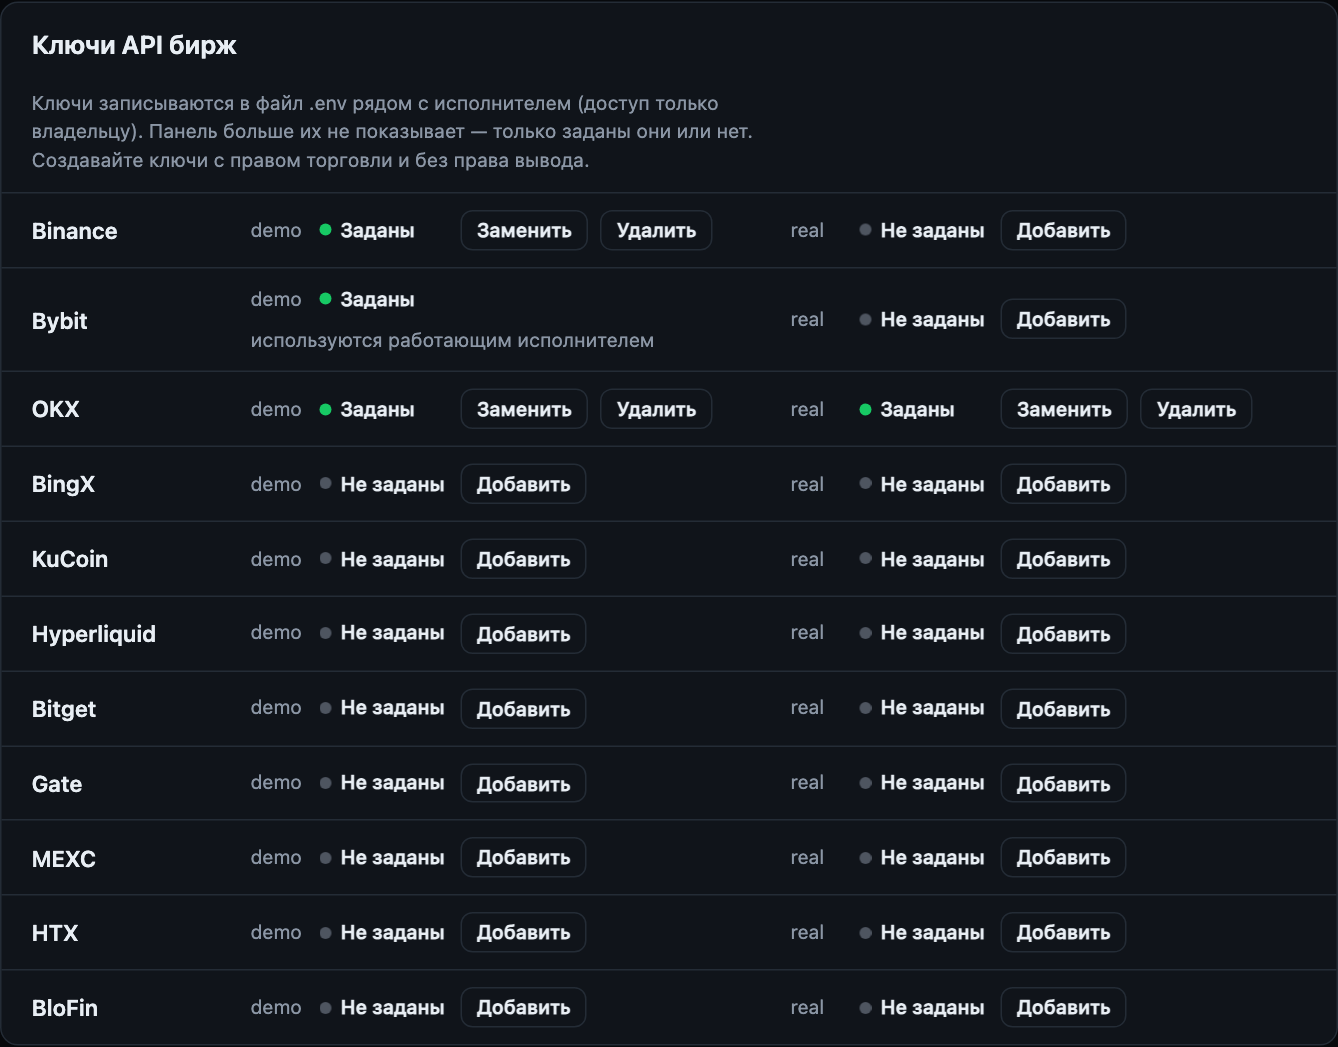 Ключи API бирж
Ключи записываются в файл .env рядом с исполнителем (доступ только
владельцу). Панель больше их не показывает — только заданы они или нет.
Создавайте ключи с правом торговли и без права вывода.
Binance demo Заданы Заменить Удалить real Не заданы Добавить
Bybit demo Заданы real Не заданы Добавить
используются работающим исполнителем
OKX demo Заданы Заменить Удалить real Заданы Заменить Удалить
BingX demo Не заданы Добавить real Не заданы Добавить
KuCoin demo Не заданы Добавить real Не заданы Добавить
Hyperliquid demo Не заданы Добавить real Не заданы Добавить
Bitget demo Не заданы Добавить real Не заданы Добавить
Gate demo Не заданы Добавить real Не заданы Добавить
MEXC demo Не заданы Добавить real Не заданы Добавить
HTX demo Не заданы Добавить real Не заданы Добавить
BloFin demo Не заданы Добавить real Не заданы Добавить